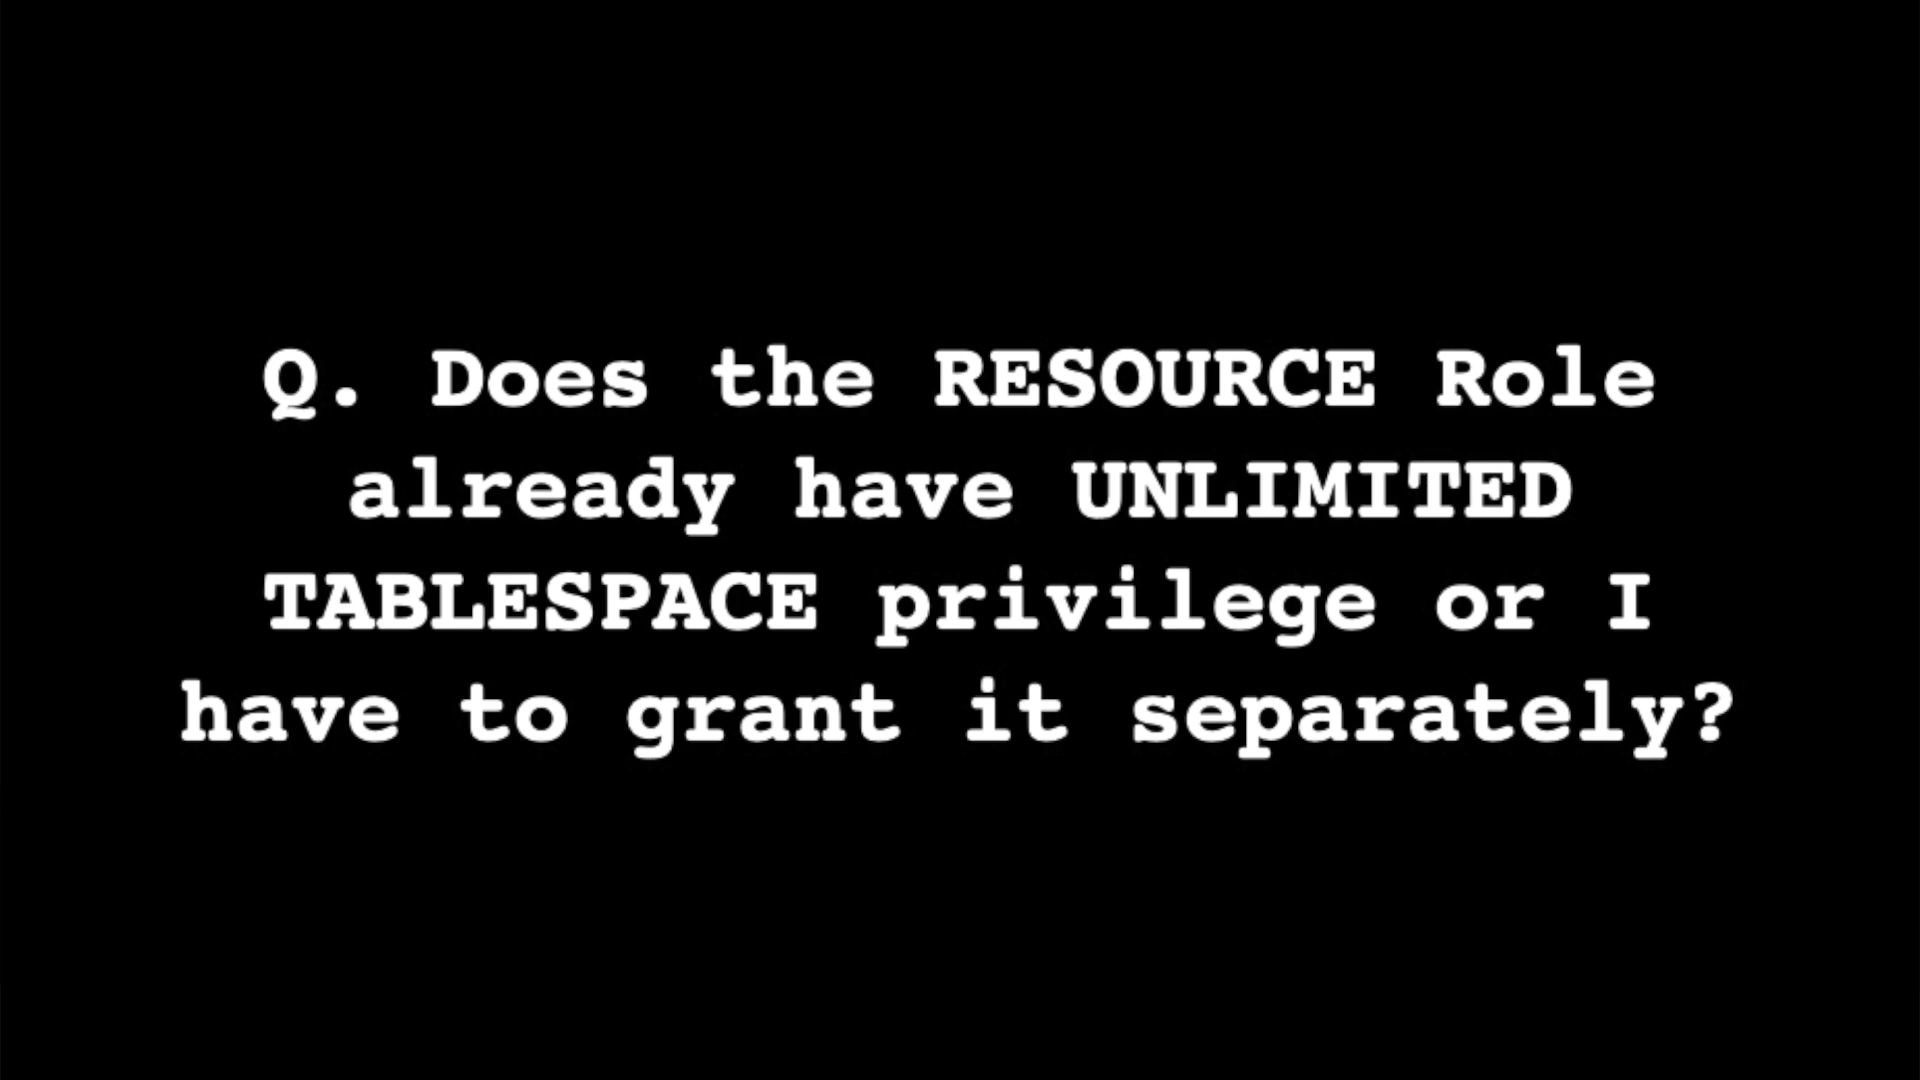 Q. Does the RESOURCE Role
already have UNLIMITED
TABLESPACE privilege or I
have to grant it separately?